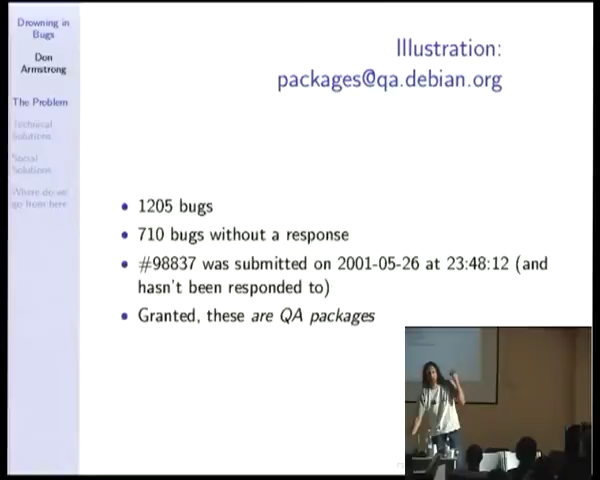 Drowning in
Bugs
Don
Armstrong
The Problem
Technical
Solutions
Social
Solutions
Where do we
go from here
Illustration:
packages@qa.debian.org
• 1205 bugs
• 710 bugs without a response
• #98837 was submitted on 2001-05-26 at 23:48:12 (and
hasn't been responded to)
• Granted, these are QA packages